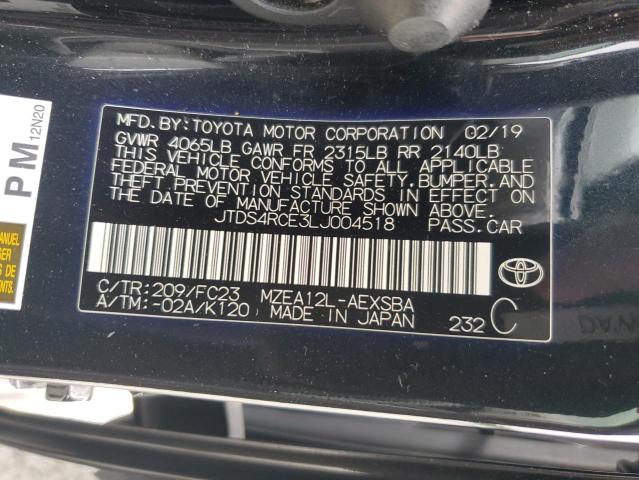 MFD. BY: TOYOTA MOTOR CORPORATION 02/19
GVWR 4065LB GAWR FR 2315LB RR 2140LB
THIS VEHICLE CONFORMS TO ALL APPLICABLE
FEDERAL MOTOR VEHICLE SAFETY, BUMPER, AND
THEFT PREVENTION STANDARDS IN EFFECT ON
THE DATE OF MANUFACTURE SHOWN ABOVE.
JTDS4RCE3LJ004518 PASS. CAR
C/TR: 209/FC23 MZEA12L-AEXSBA
A/TM: -02A/K120 MADE IN JAPAN 232 C
PM
12N20
MANUEL